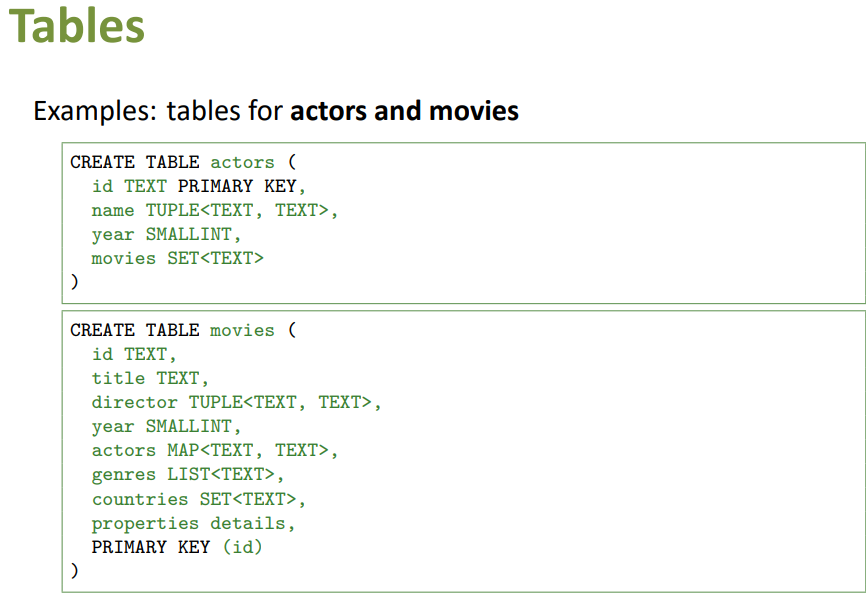 Tables
Examples: tables for actors and movies
CREATE TABLE actors (
id TEXT PRIMARY KEY,
name TUPLE<TEXT, TEXT>,
year SMALLINT,
movies SET<TEXT>
)
CREATE TABLE movies (
id TEXT,
title TEXT,
director TUPLE<TEXT, TEXT>,
year SMALLINT,
actors MAP<TEXT, TEXT>,
genres LIST<TEXT>,
countries SET<TEXT>,
properties details,
PRIMARY KEY (id)
)